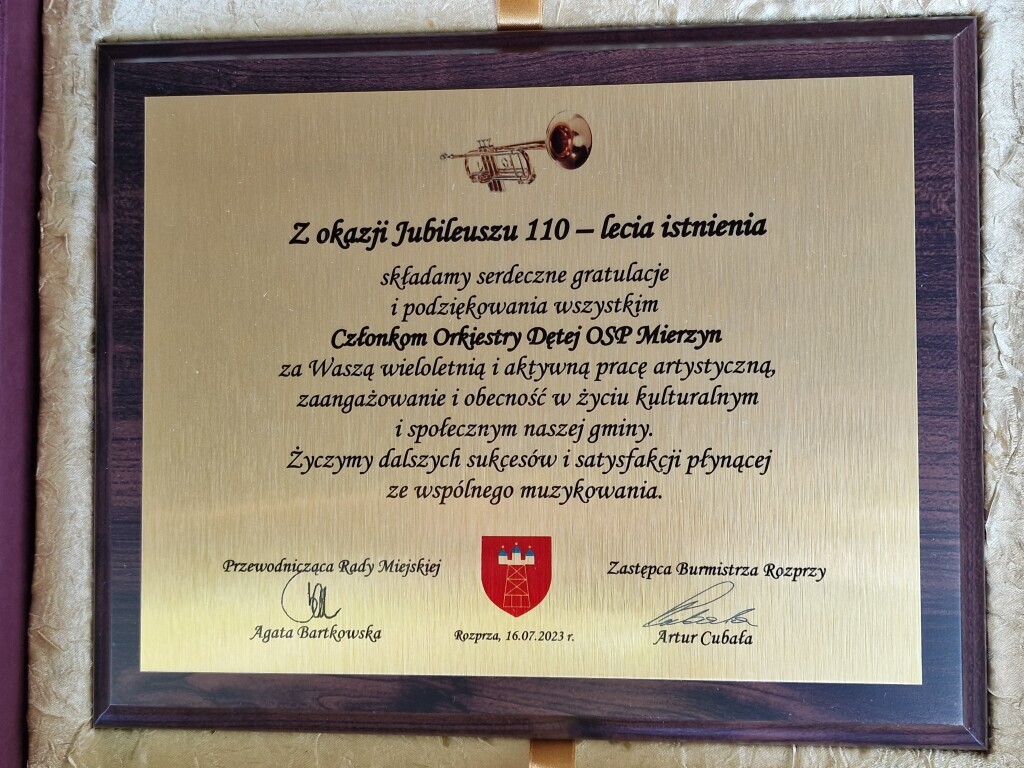 Z okazji Jubileuszu 110 – lecia istnienia
składamy serdeczne gratulacje
i podziękowania wszystkim
Członkom Orkiestry Dętej OSP Mierzyn
za Waszą wieloletnią i aktywną pracę artystyczną,
zaangażowanie i obecność w życiu kulturalnym
i społecznym naszej gminy.
Życzymy dalszych sukcesów i satysfakcji płynącej
ze wspólnego muzykowania.
Przewodnicząca Rady Miejskiej
Agata Bartkowska
Rozprza, 16.07.2023 r.
Zastępca Burmistrza Rozprzy
Artur Cubała